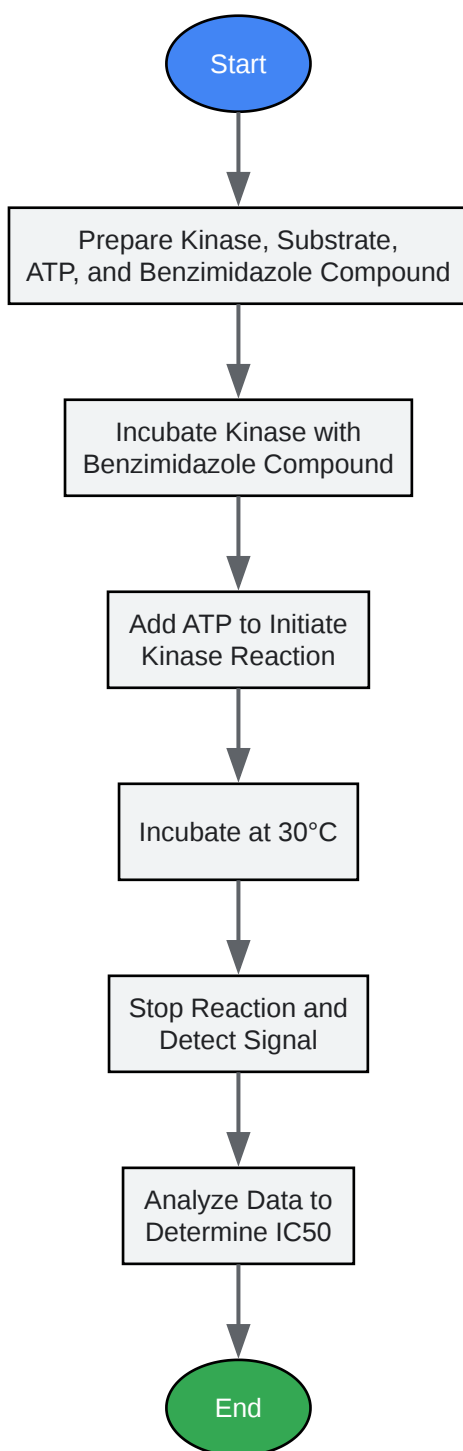 Start
Prepare Kinase, Substrate,
ATP, and Benzimidazole Compound
Incubate Kinase with
Benzimidazole Compound
Add ATP to Initiate
Kinase Reaction
Incubate at 30°C
Stop Reaction and
Detect Signal
Analyze Data to
Determine IC50
End